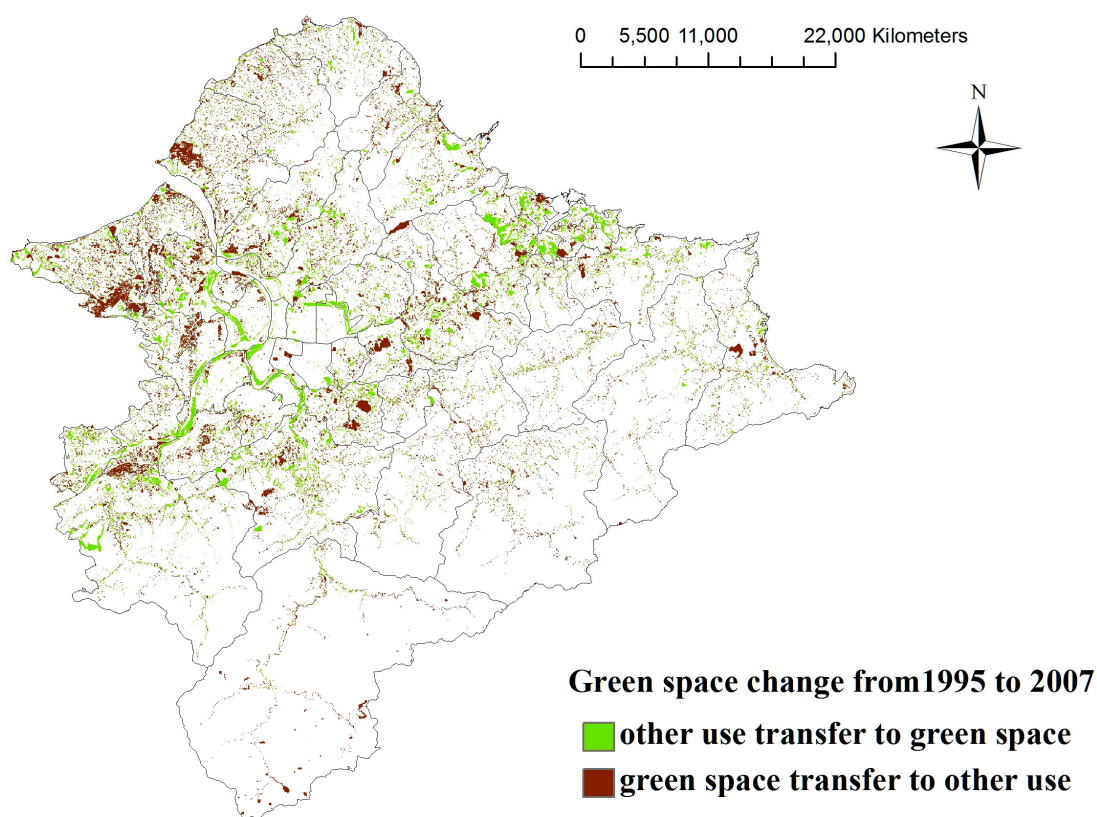 0 5,500 11,000 22,000 Kilometers
N
Green space change from1995 to 2007
other use transfer to green space
green space transfer to other use